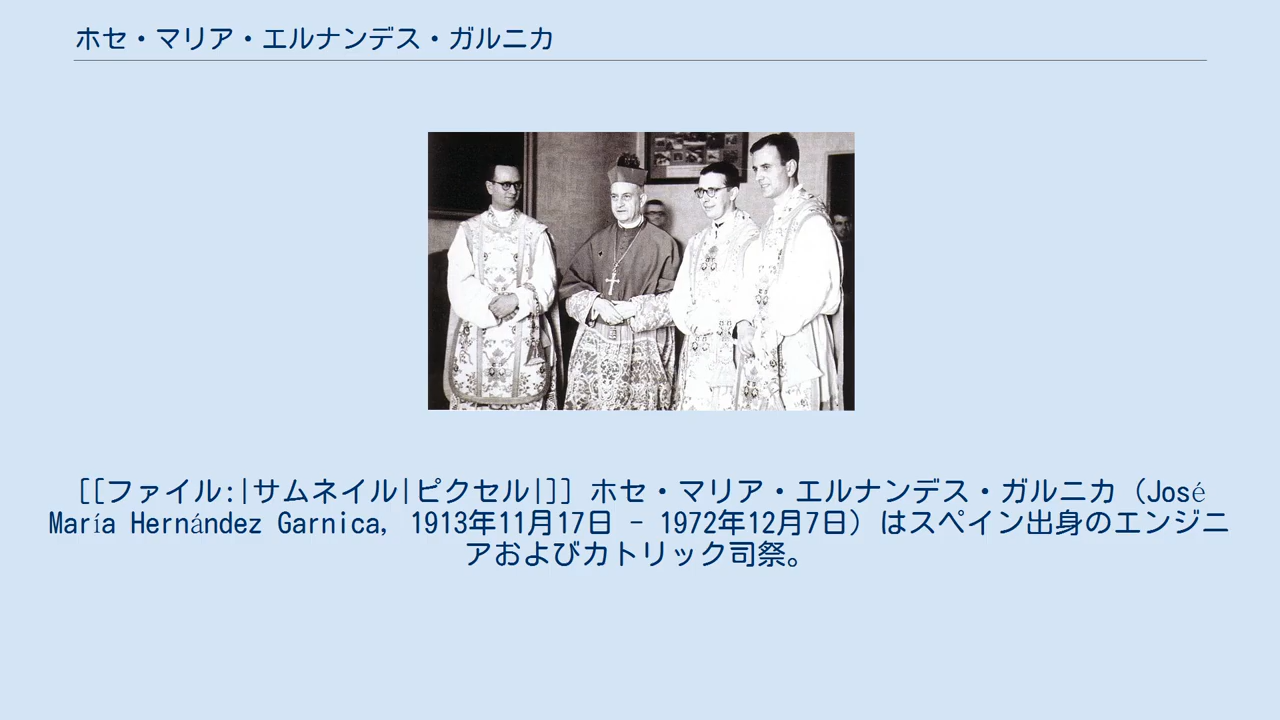 ホセ・マリア・エルナンデス・ガルニカ
[[ファイル:|サムネイル|ピクセル|]] ホセ・マリア・エルナンデス・ガルニカ（José
María Hernández Garnica, 1913年11月17日 - 1972年12月7日）はスペイン出身のエンジニ
アおよびカトリック司祭。